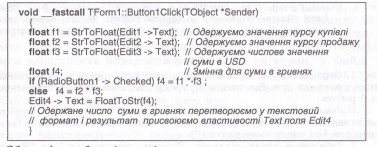 void __fastcall TForm1::Button1Click(TObject *Sender)
{
float f1 = StrToFloat(Edit1 ->Text); // Одержуємо значення курсу купівлі
float f2 = StrToFloat(Edit2 -> Text); // Одержуємо значення курсу продажу
float f3 = StrToFloat(Edit3 -> Text); // Одержуємо числове значення
// суми в USD
float f4; // Змінна для суми в гривнях
if (RadioButton1 -> Checked) f4 = f1 * f3 ;
else f4 = f2 * f3;
Edit4 -> Text = FloatToStr(f4);
// Одержане число суми в гривнях перетворюємо у текстовий
// формат і результат присвоюємо властивості Text поля Edit4
}